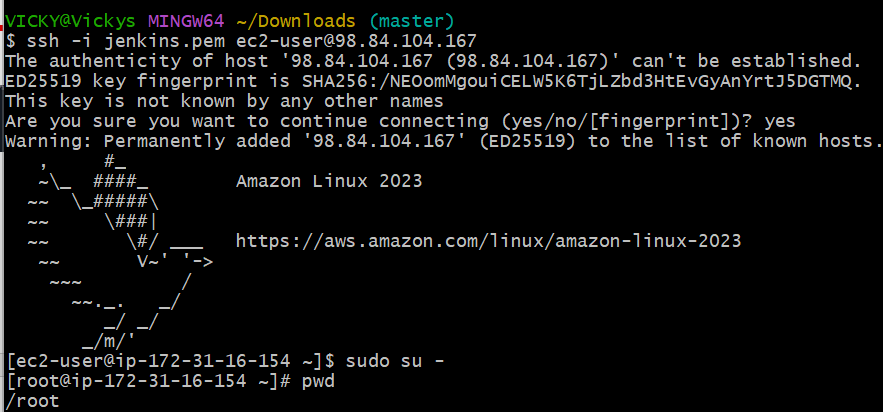 VICKY@Vickys MINGW64 ~/Downloads (master)
$ ssh -i jenkins.pem ec2-user@98.84.104.167
The authenticity of host '98.84.104.167 (98.84.104.167)' can't be established.
ED25519 key fingerprint is SHA256:/NEOomMgouiCELW5K6TjLZbd3HtEvGyAnYrtJ5DGTMQ.
This key is not known by any other names
Are you sure you want to continue connecting (yes/no/[fingerprint])? yes
Warning: Permanently added '98.84.104.167' (ED25519) to the list of known hosts.
   ,     #_
   ~\_  ####_        Amazon Linux 2023
  ~~  \_#####\
  ~~     \###|
  ~~       \#/ ___   https://aws.amazon.com/linux/amazon-linux-2023
   ~~       V~' '->
    ~~~         /
      ~~._.   _/
         _/ _/
       _/m/'
[ec2-user@ip-172-31-16-154 ~]$ sudo su -
[root@ip-172-31-16-154 ~]# pwd
/root